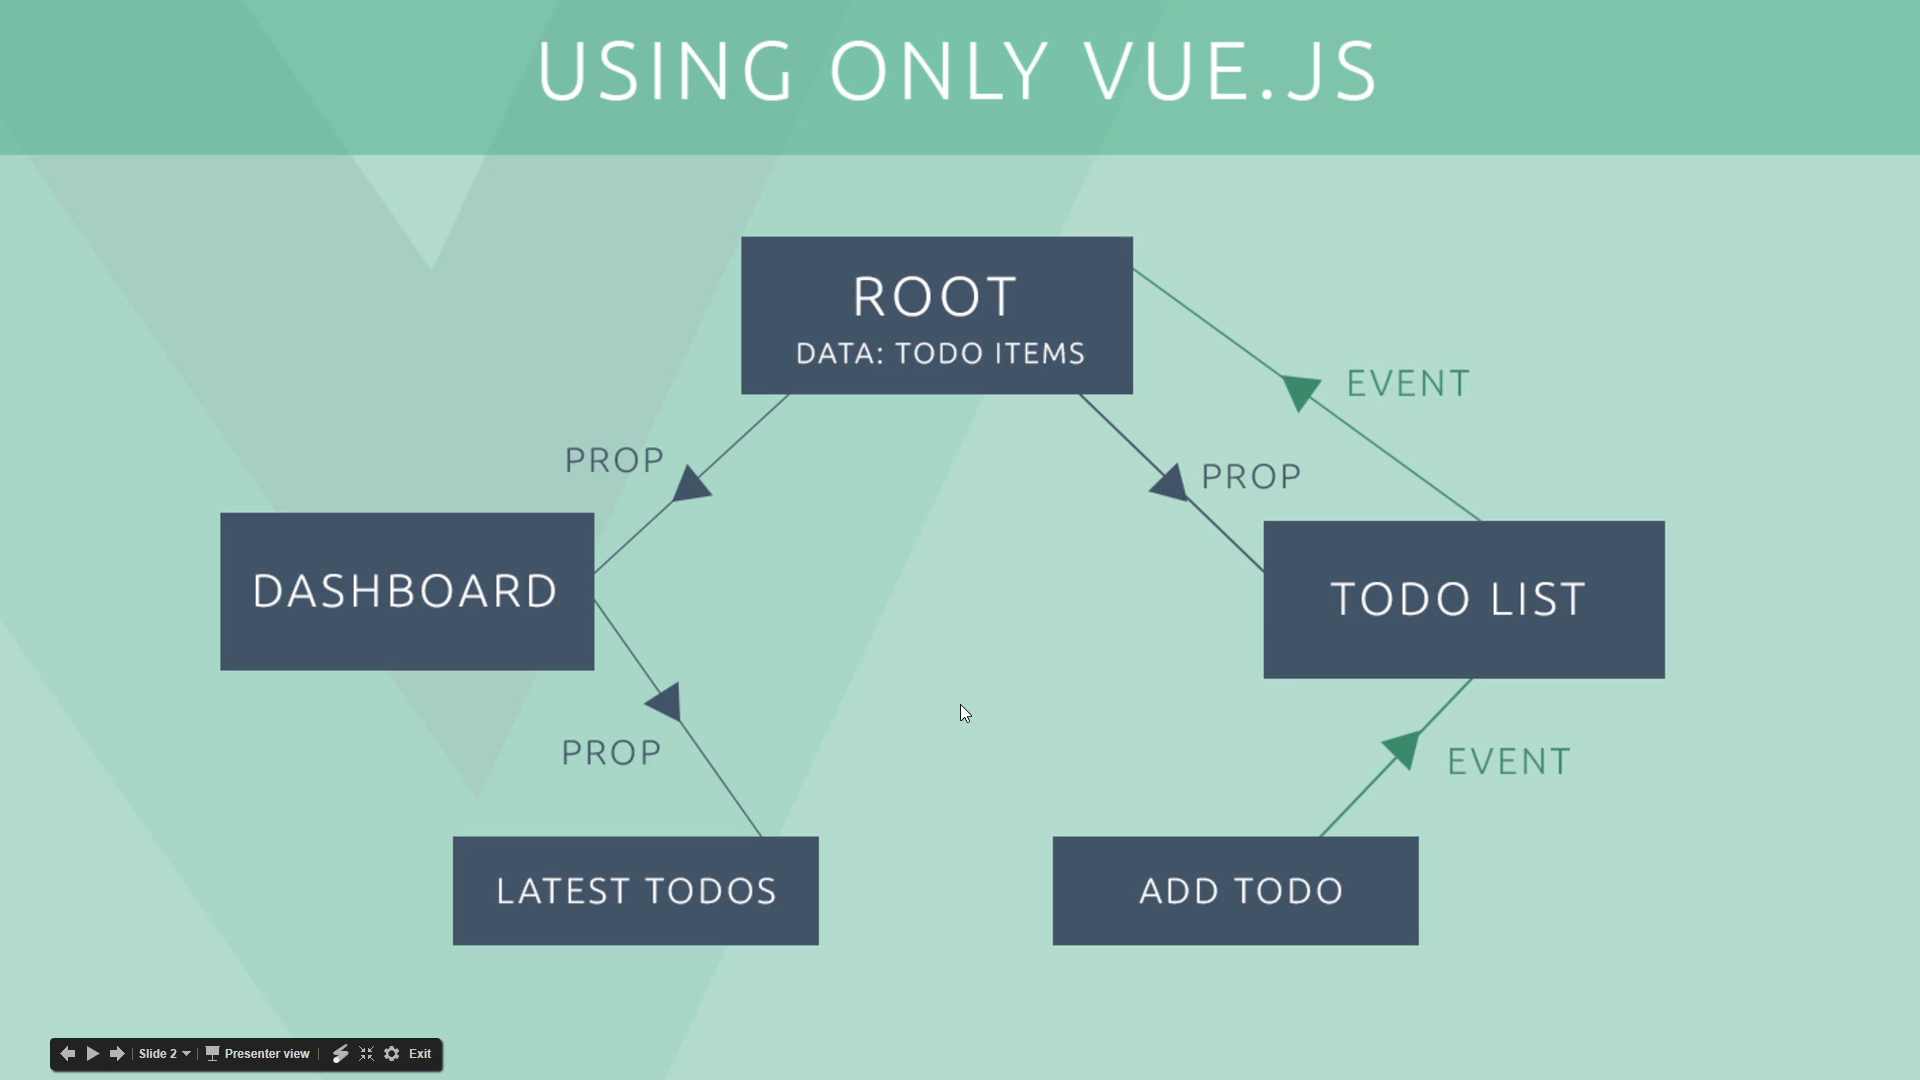 USING ONLY VUE.JS
ROOT
DATA: TODO ITEMS
EVENT
PROP
PROP
DASHBOARD
TODO LIST
PROP
EVENT
LATEST TODOS
ADD TODO
Slide 2
Presenter view
Exit